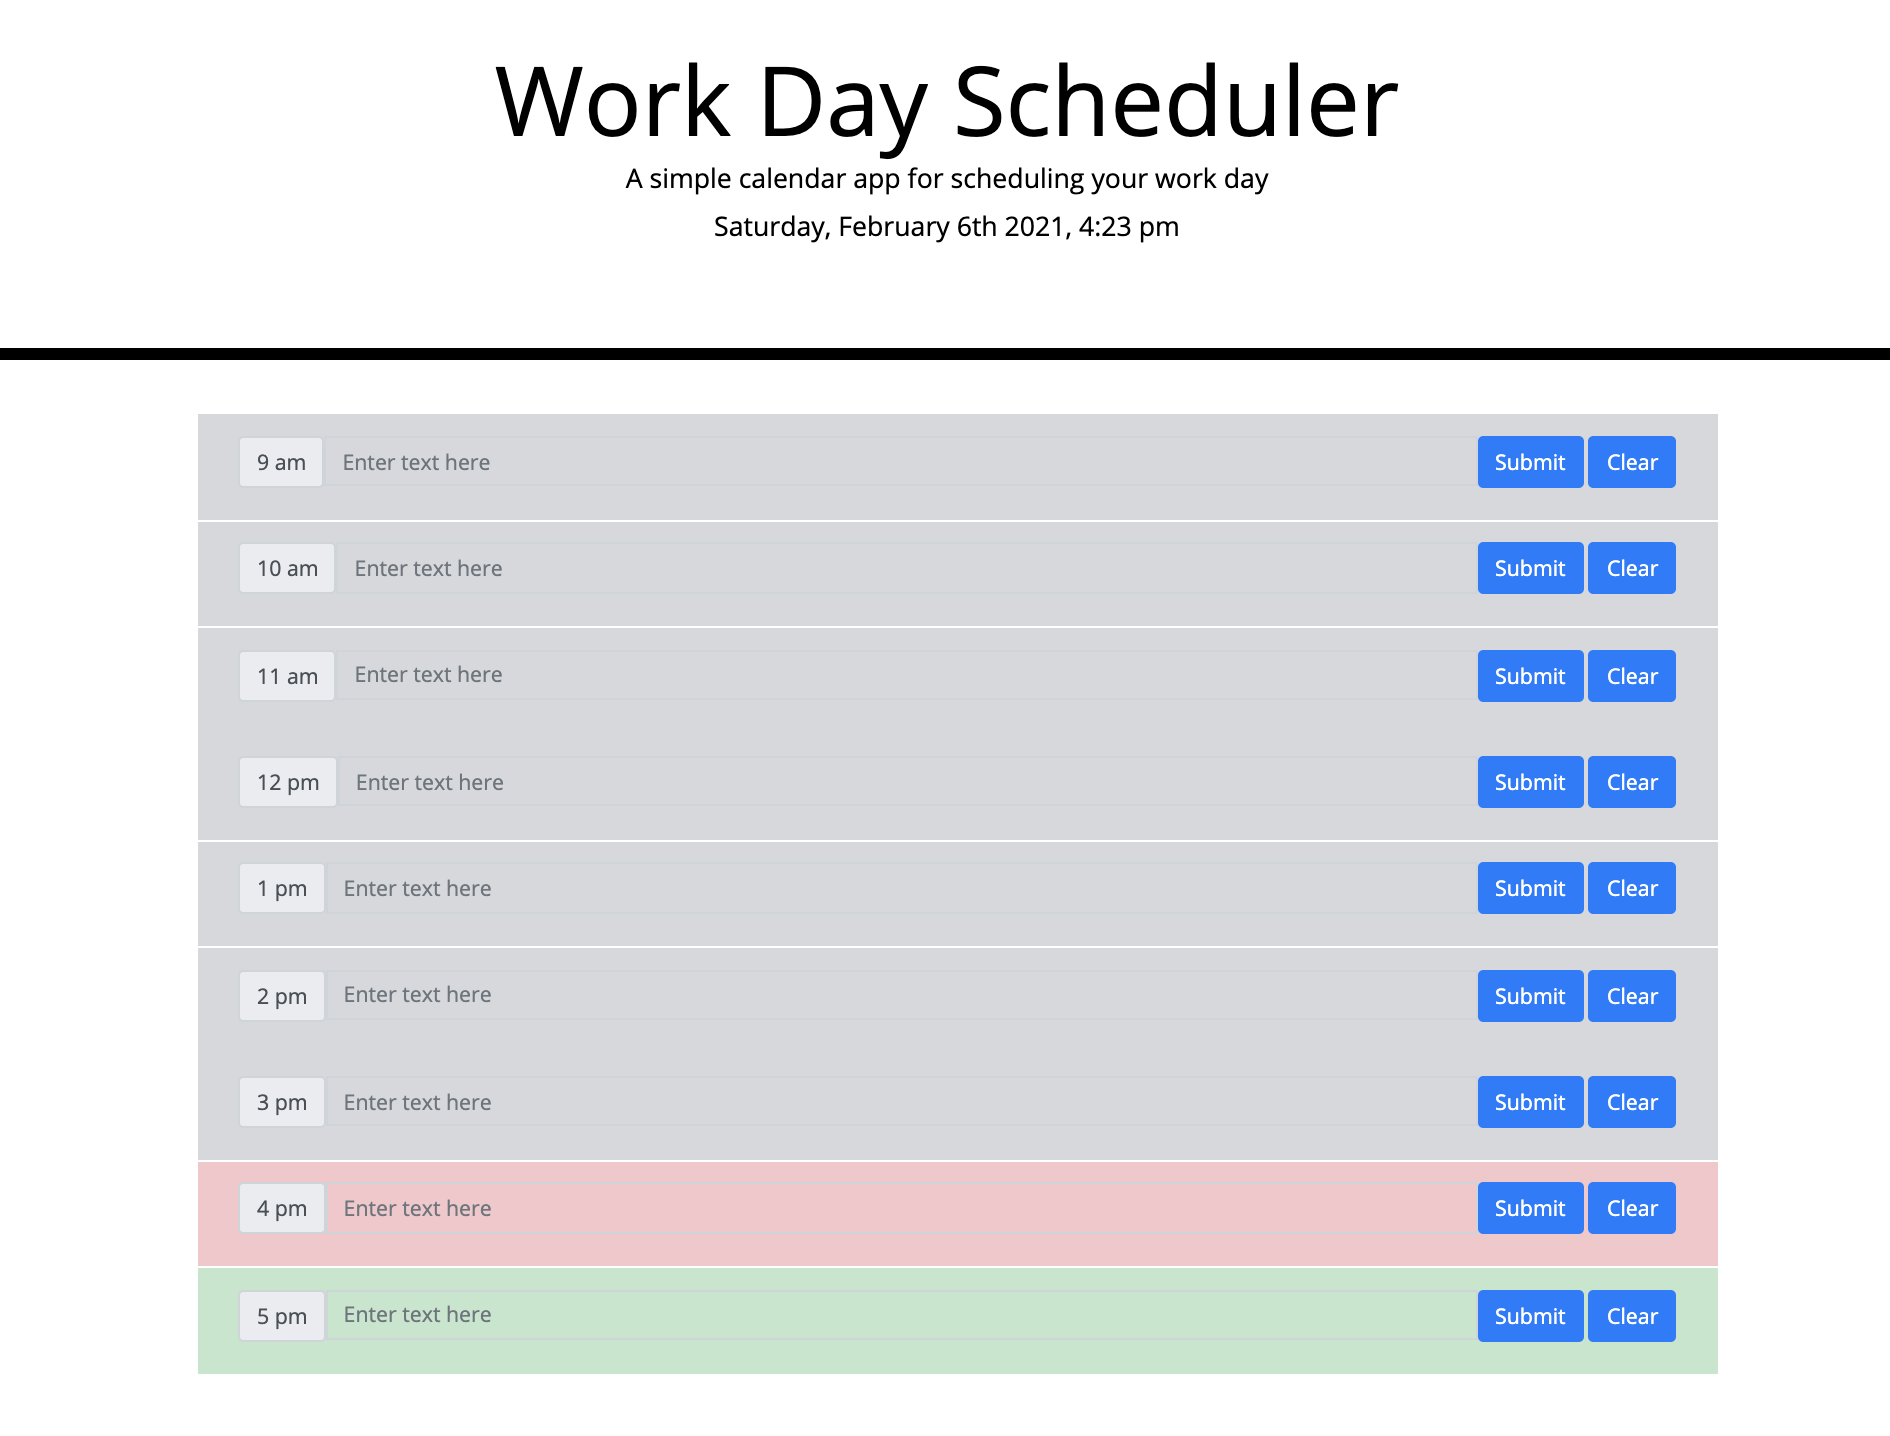 Work Day Scheduler
A simple calendar app for scheduling your work day
Saturday, February 6th 2021, 4:23 pm
9 am Enter text here Submit Clear
10 am Enter text here Submit Clear
11 am Enter text here Submit Clear
12 pm Enter text here Submit Clear
1 pm Enter text here Submit Clear
2 pm Enter text here Submit Clear
3 pm Enter text here Submit Clear
4 pm Enter text here Submit Clear
5 pm Enter text here Submit Clear